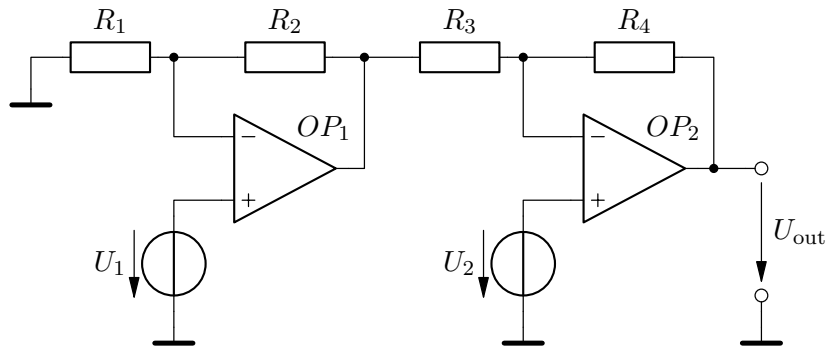 R₁ R₂ R₃ R₄
OP₁ OP₂
− −
+ +
U₁ U₂ Uout